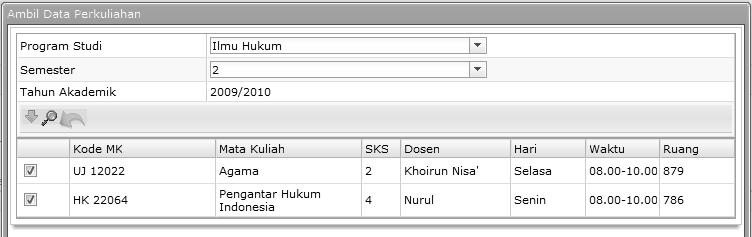 Ambil Data Perkuliahan
Program Studi Ilmu Hukum
Semester 2
Tahun Akademik 2009/2010
Kode MK Mata Kuliah SKS Dosen Hari Waktu Ruang
UJ 12022 Agama 2 Khoirun Nisa' Selasa 08.00-10.00 879
HK 22064 Pengantar Hukum Indonesia 4 Nurul Senin 08.00-10.00 786